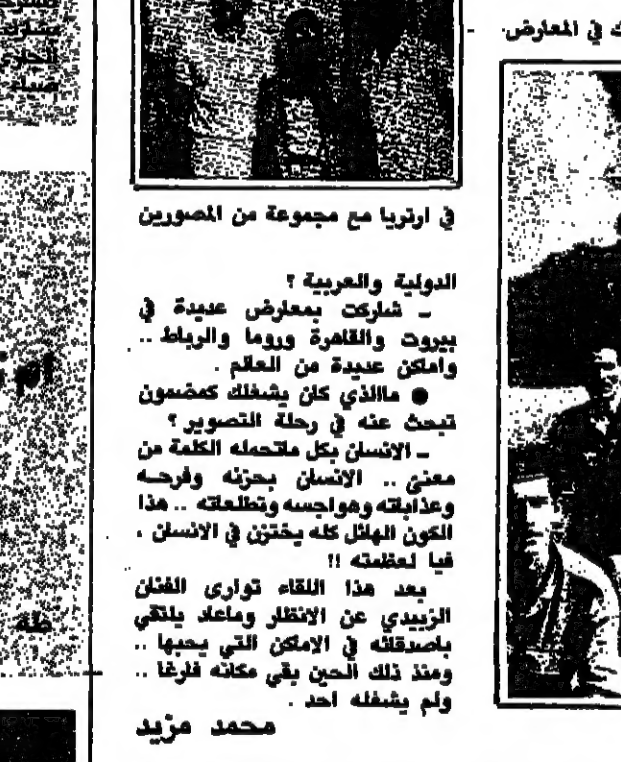 ك في المعارض
في ارتريا مع مجموعة من المصورين
الدولية والعربية ؟
ـ شاركت بمعارض عديدة في
بيروت والقاهرة وروما والرباط ..
واماكن عديدة من العالم .
● ماالذي كان يشغلك كمضمون
تبحث عنه في رحلة التصوير ؟
ـ الانسان بكل ماتحمله الكلمة من
معنى .. الانسان بحزنه وفرحه
وعذاباته وهواجسه وتطلعاته .. هذا
الكون الهائل كله يختزن في الانسان ،
فيا لعظمته !!
بعد هذا اللقاء توارى الفنان
الزبيدي عن الانظار وماعاد يلتقي
باصدقائه في الاماكن التي يحبها ..
ومنذ ذلك الحين بقي مكانه فارغا ..
ولم يشغله احد .
محمد مزيد